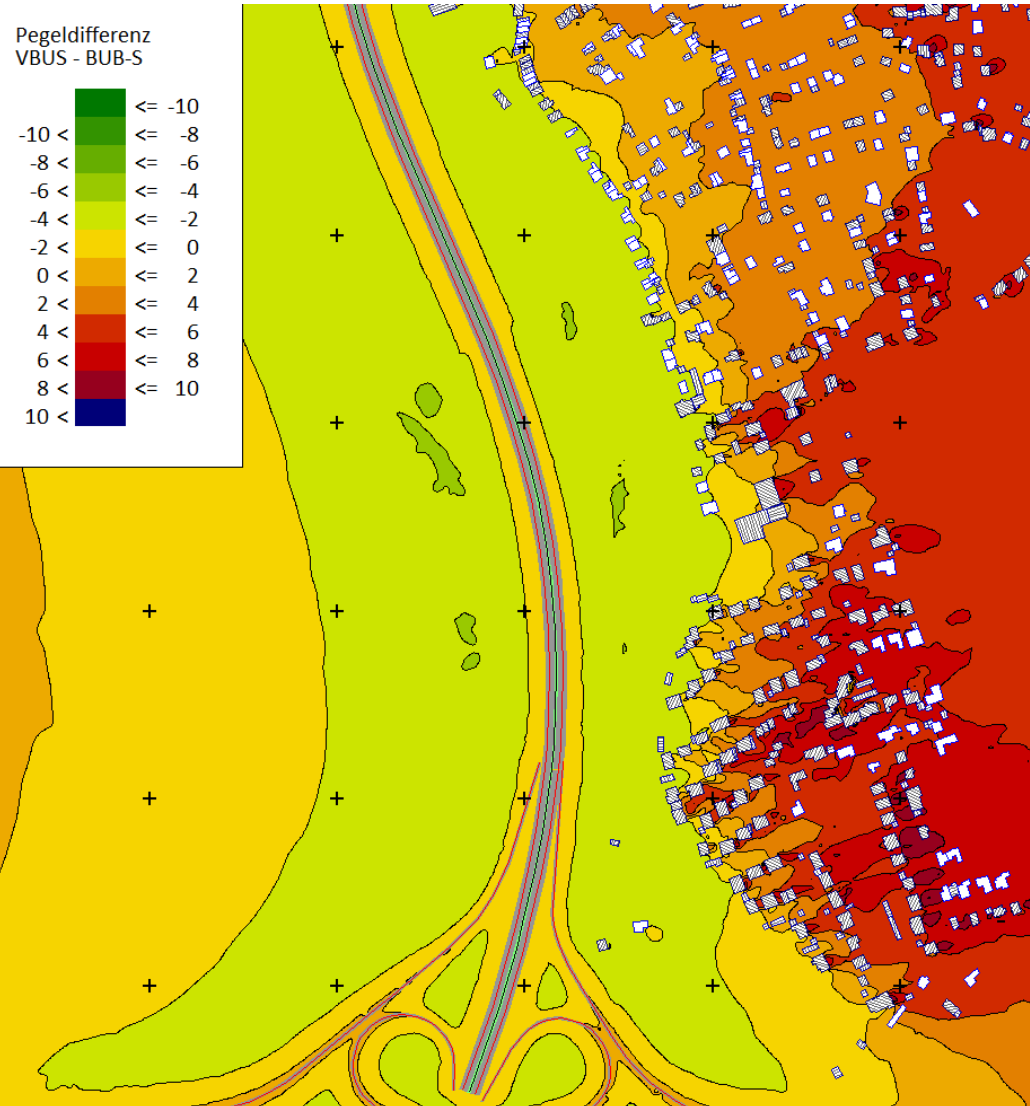 Pegeldifferenz
VBUS - BUB-S
<= -10
-10 < <= -8
-8 < <= -6
-6 < <= -4
-4 < <= -2
-2 < <= 0
0 < <= 2
2 < <= 4
4 < <= 6
6 < <= 8
8 < <= 10
10 <